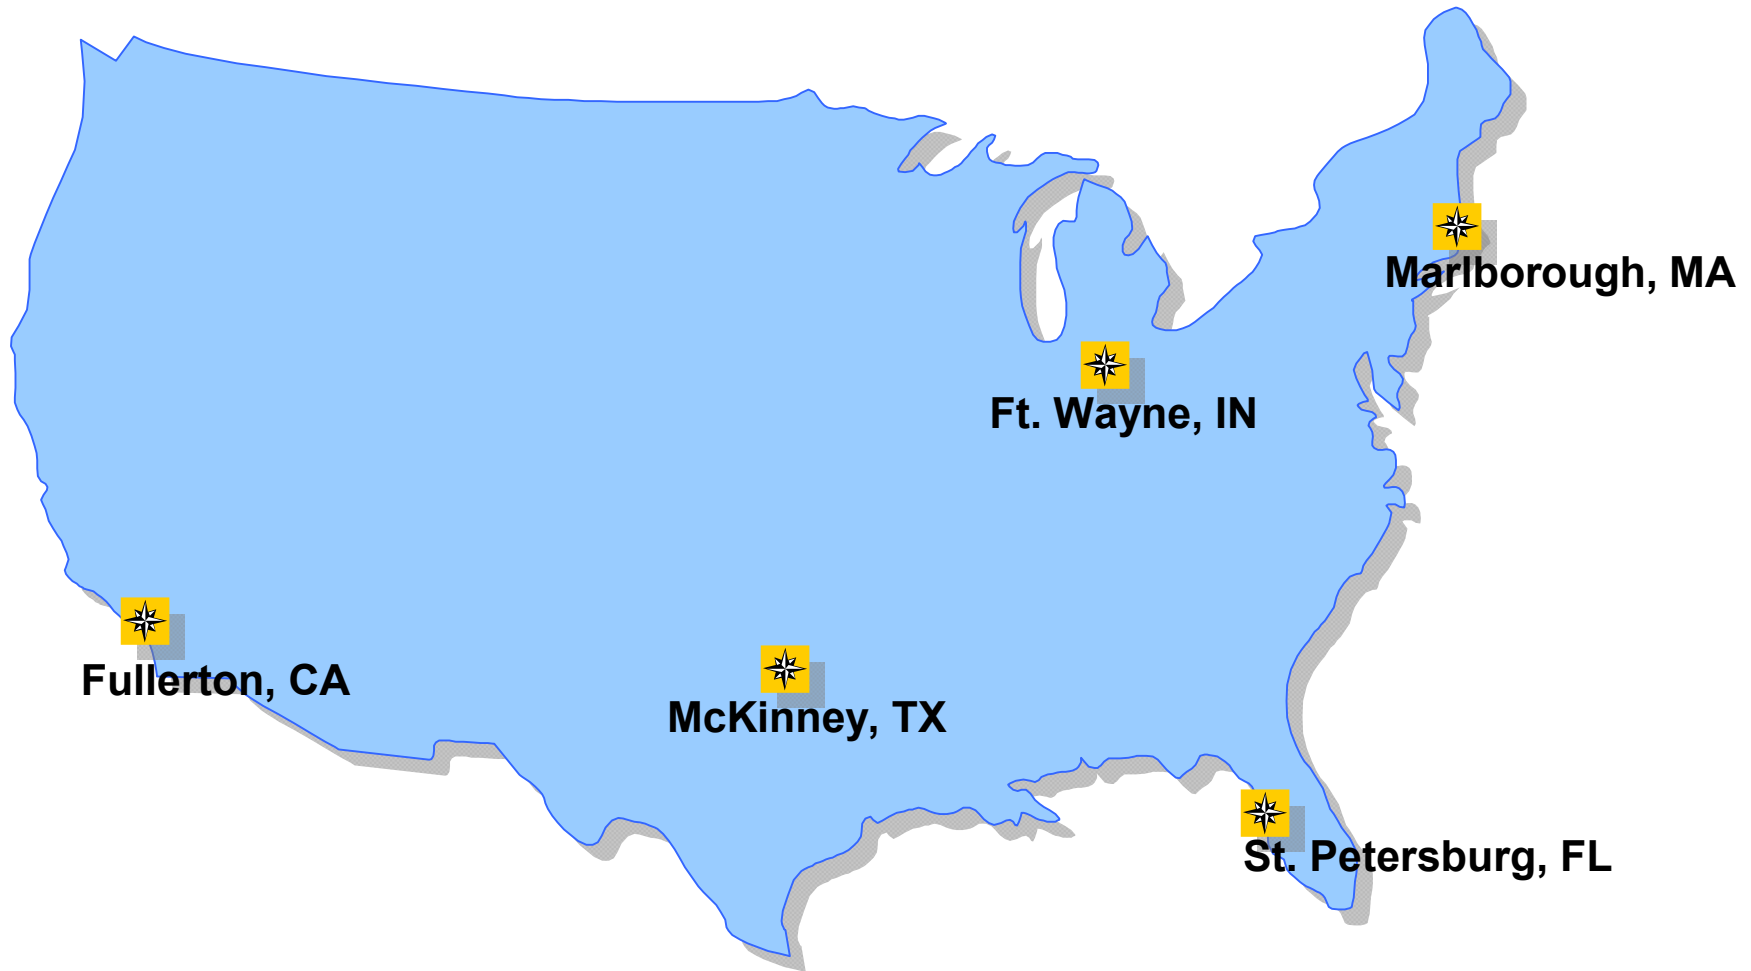 Marlborough, MA
Ft. Wayne, IN
Fullerton, CA
McKinney, TX
St. Petersburg, FL